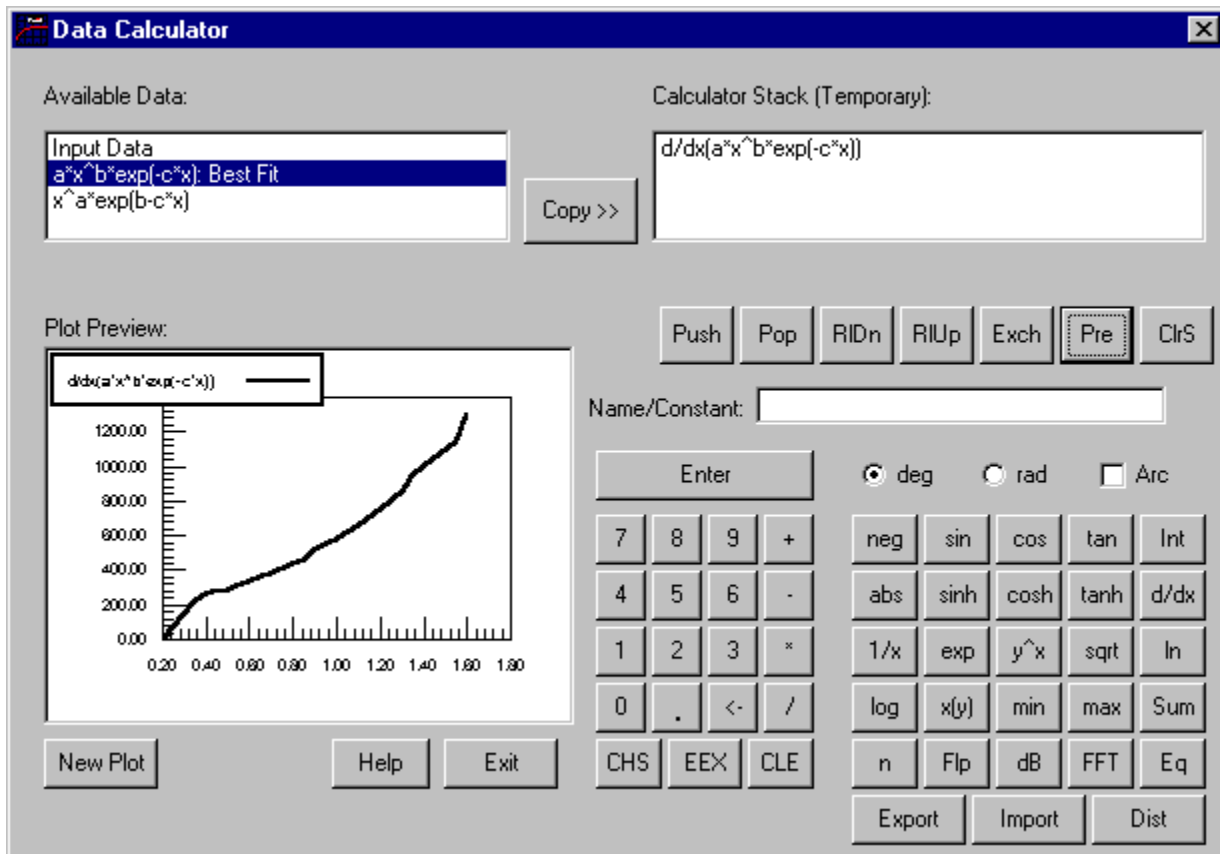 Data Calculator
Available Data:
Calculator Stack (Temporary):
Input Data
a*x^b*exp(-c*x): Best Fit
x^a*exp(b-c*x)
Copy >>
d/dx(a*x^b*exp(-c*x))
Plot Preview:
Push Pop RlDn RlUp Exch Pre ClrS
d/dx(a*x^b*exp(-c*x))
Name/Constant:
1200.00
1000.00
800.00
600.00
400.00
200.00
0.00
0.20 0.40 0.60 0.80 1.00 1.20 1.40 1.60 1.80
Enter
deg rad Arc
7 8 9 + neg sin cos tan Int
4 5 6 - abs sinh cosh tanh d/dx
1 2 3 * 1/x exp y^x sqrt ln
0 . <- / log x(y) min max Sum
New Plot Help Exit
CHS EEX CLE n Flp dB FFT Eq
Export Import Dist